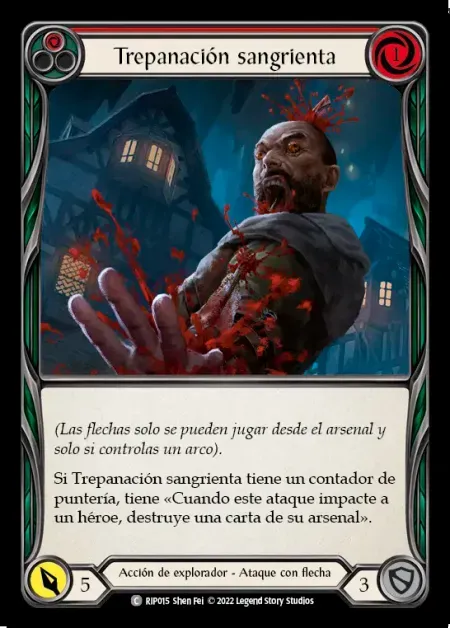 Trepanación sangrienta
1
(Las flechas solo se pueden jugar desde el arsenal y
solo si controlas un arco).
Si Trepanación sangrienta tiene un contador de
puntería, tiene «Cuando este ataque impacte a
un héroe, destruye una carta de su arsenal».
5
Acción de explorador - Ataque con flecha
3
C RIP015 Shen Fei © 2022 Legend Story Studios